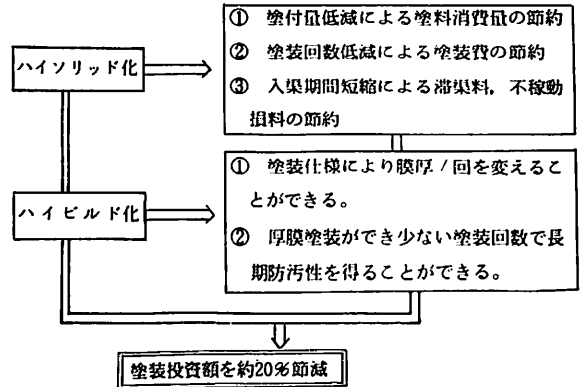 ハイソリッド化
① 塗付量低減による塗料消費量の節約
② 塗装回数低減による塗装費の節約
③ 入渠期間短縮による滞渠料，不稼動
損料の節約
ハイビルド化
① 塗装仕様により膜厚／回を変えるこ
とができる。
② 厚膜塗装ができ少ない塗装回数で長
期防汚性を得ることができる。
塗装投資額を約20％節減